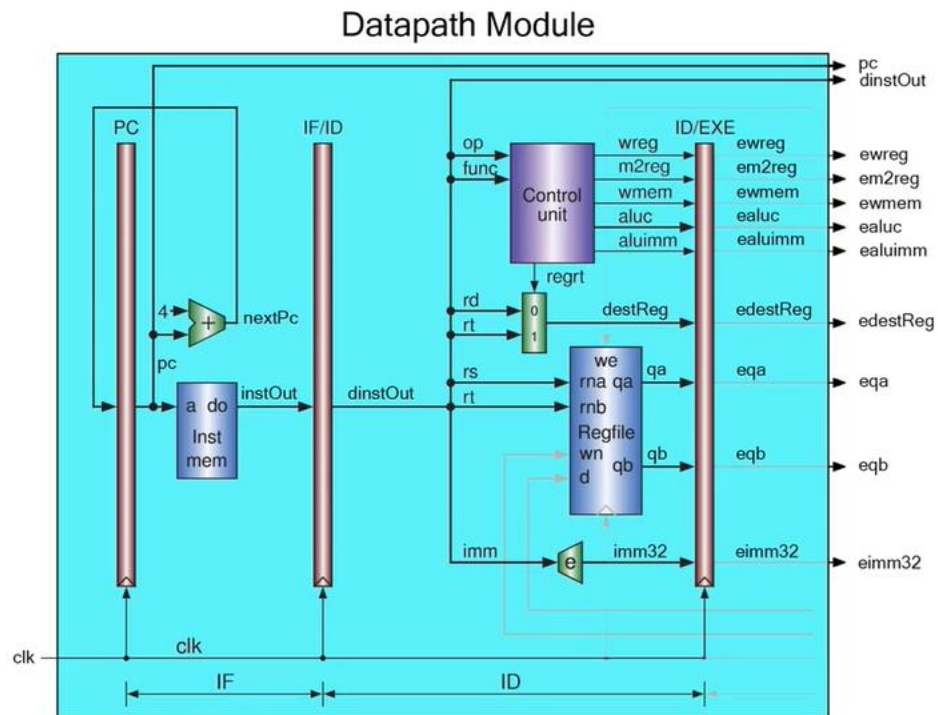 Datapath Module
pc
dinstOut
PC
IF/ID
ID/EXE
op
func
Control
unit
wreg
m2reg
wmem
aluc
aluimm
ewreg
em2reg
ewmem
ealuc
ealuimm
ewreg
em2reg
ewmem
ealuc
ealuimm
regrt
4
+
nextPc
pc
rd
rt
0
1
destReg
edestReg
edestReg
we
rs
rna qa
qa
eqa
eqa
a do
Inst
mem
instOut
dinstOut
rt
rnb
Regfile
wn
d
qb
qb
eqb
eqb
imm
e
imm32
eimm32
eimm32
clk
clk
IF
ID